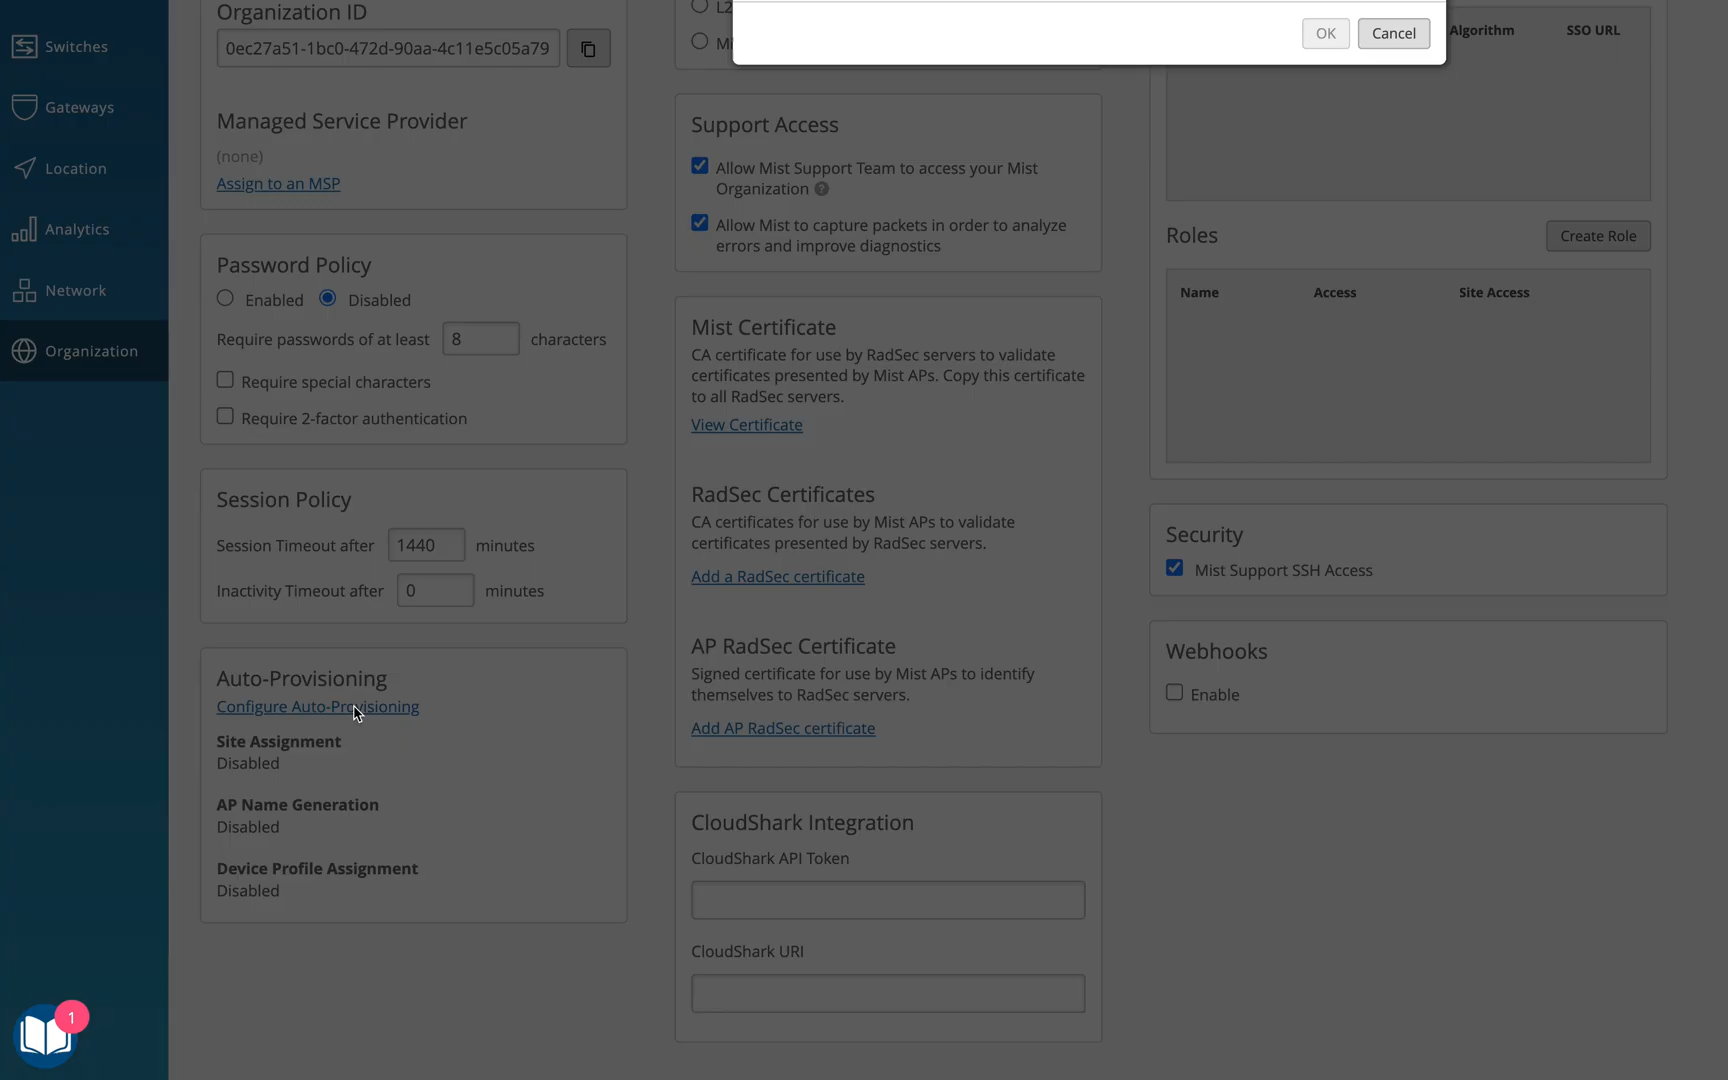 Switches
Gateways
Location
Analytics
Network
Organization
1
Organization ID
0ec27a51-1bc0-472d-90aa-4c11e5c05a79
Managed Service Provider
(none)
Assign to an MSP
Password Policy
Enabled Disabled
Require passwords of at least 8 characters
Require special characters
Require 2-factor authentication
Session Policy
Session Timeout after 1440 minutes
Inactivity Timeout after 0 minutes
Auto-Provisioning
Configure Auto-Provisioning
Site Assignment
Disabled
AP Name Generation
Disabled
Device Profile Assignment
Disabled
OK Cancel
Support Access
Allow Mist Support Team to access your Mist
Organization ?
Allow Mist to capture packets in order to analyze
errors and improve diagnostics
Mist Certificate
CA certificate for use by RadSec servers to validate
certificates presented by Mist APs. Copy this certificate
to all RadSec servers.
View Certificate
RadSec Certificates
CA certificates for use by Mist APs to validate
certificates presented by RadSec servers.
Add a RadSec certificate
AP RadSec Certificate
Signed certificate for use by Mist APs to identify
themselves to RadSec servers.
Add AP RadSec certificate
CloudShark Integration
CloudShark API Token
CloudShark URI
Algorithm SSO URL
Roles Create Role
Name Access Site Access
Security
Mist Support SSH Access
Webhooks
Enable